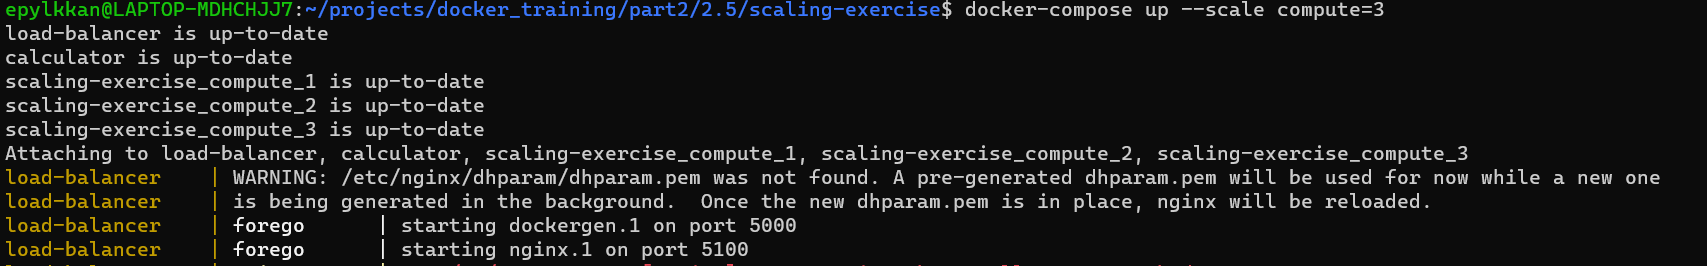 epylkkan@LAPTOP-MDHCHJJ7:~/projects/docker_training/part2/2.5/scaling-exercise$ docker-compose up --scale compute=3
load-balancer is up-to-date
calculator is up-to-date
scaling-exercise_compute_1 is up-to-date
scaling-exercise_compute_2 is up-to-date
scaling-exercise_compute_3 is up-to-date
Attaching to load-balancer, calculator, scaling-exercise_compute_1, scaling-exercise_compute_2, scaling-exercise_compute_3
load-balancer    | WARNING: /etc/nginx/dhparam/dhparam.pem was not found. A pre-generated dhparam.pem will be used for now while a new one
load-balancer    | is being generated in the background.  Once the new dhparam.pem is in place, nginx will be reloaded.
load-balancer    | forego      | starting dockergen.1 on port 5000
load-balancer    | forego      | starting nginx.1 on port 5100